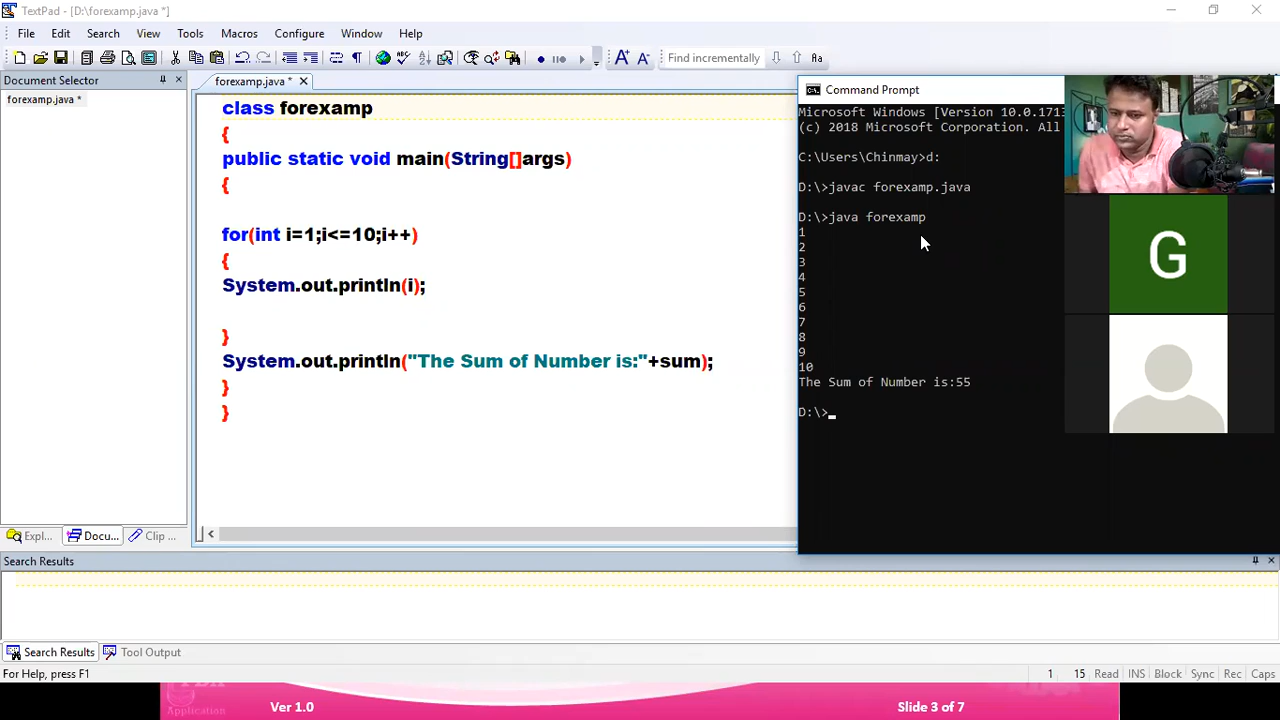 TextPad - [D:\forexamp.java *]
File Edit Search View Tools Macros Configure Window Help
Find incrementally
Document Selector
forexamp.java *
forexamp.java *
class forexamp
{
public static void main(String[]args)
{
for(int i=1;i<=10;i++)
{
System.out.println(i);
}
System.out.println("The Sum of Number is:"+sum);
}
}
Command Prompt
Microsoft Windows [Version 10.0.1713
(c) 2018 Microsoft Corporation. All
C:\Users\Chinmay>d:
D:\>javac forexamp.java
D:\>java forexamp
1
2
3
4
5
6
7
8
9
10
The Sum of Number is:55
D:\>
G
Expl... Docu... Clip ...
Search Results
Search Results Tool Output
For Help, press F1
1 15 Read INS Block Sync Rec Caps
Application
Ver 1.0
Slide 3 of 7